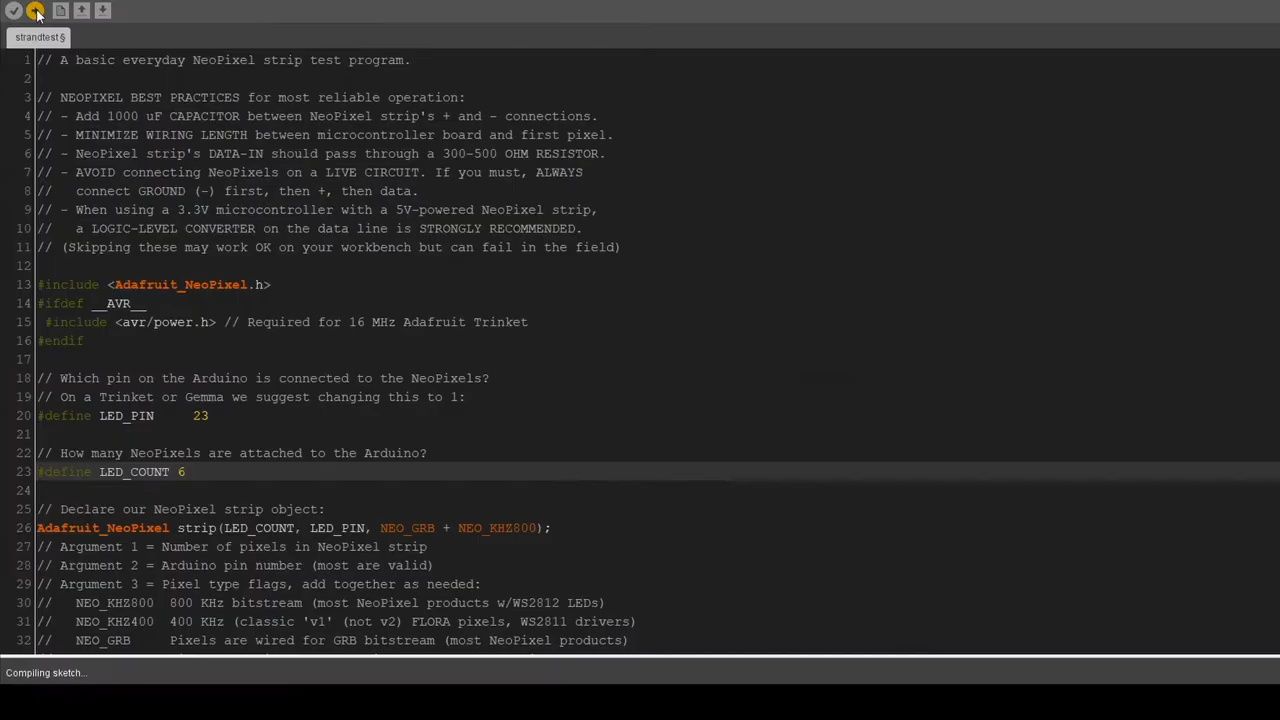 strandtest §
1 // A basic everyday NeoPixel strip test program.
2
3 // NEOPIXEL BEST PRACTICES for most reliable operation:
4 // - Add 1000 uF CAPACITOR between NeoPixel strip's + and - connections.
5 // - MINIMIZE WIRING LENGTH between microcontroller board and first pixel.
6 // - NeoPixel strip's DATA-IN should pass through a 300-500 OHM RESISTOR.
7 // - AVOID connecting NeoPixels on a LIVE CIRCUIT. If you must, ALWAYS
8 //   connect GROUND (-) first, then +, then data.
9 // - When using a 3.3V microcontroller with a 5V-powered NeoPixel strip,
10 //   a LOGIC-LEVEL CONVERTER on the data line is STRONGLY RECOMMENDED.
11 // (Skipping these may work OK on your workbench but can fail in the field)
12
13 #include <Adafruit_NeoPixel.h>
14 #ifdef __AVR__
15  #include <avr/power.h> // Required for 16 MHz Adafruit Trinket
16 #endif
17
18 // Which pin on the Arduino is connected to the NeoPixels?
19 // On a Trinket or Gemma we suggest changing this to 1:
20 #define LED_PIN     23
21
22 // How many NeoPixels are attached to the Arduino?
23 #define LED_COUNT 6
24
25 // Declare our NeoPixel strip object:
26 Adafruit_NeoPixel strip(LED_COUNT, LED_PIN, NEO_GRB + NEO_KHZ800);
27 // Argument 1 = Number of pixels in NeoPixel strip
28 // Argument 2 = Arduino pin number (most are valid)
29 // Argument 3 = Pixel type flags, add together as needed:
30 //   NEO_KHZ800  800 KHz bitstream (most NeoPixel products w/WS2812 LEDs)
31 //   NEO_KHZ400  400 KHz (classic 'v1' (not v2) FLORA pixels, WS2811 drivers)
32 //   NEO_GRB     Pixels are wired for GRB bitstream (most NeoPixel products)
Compiling sketch...